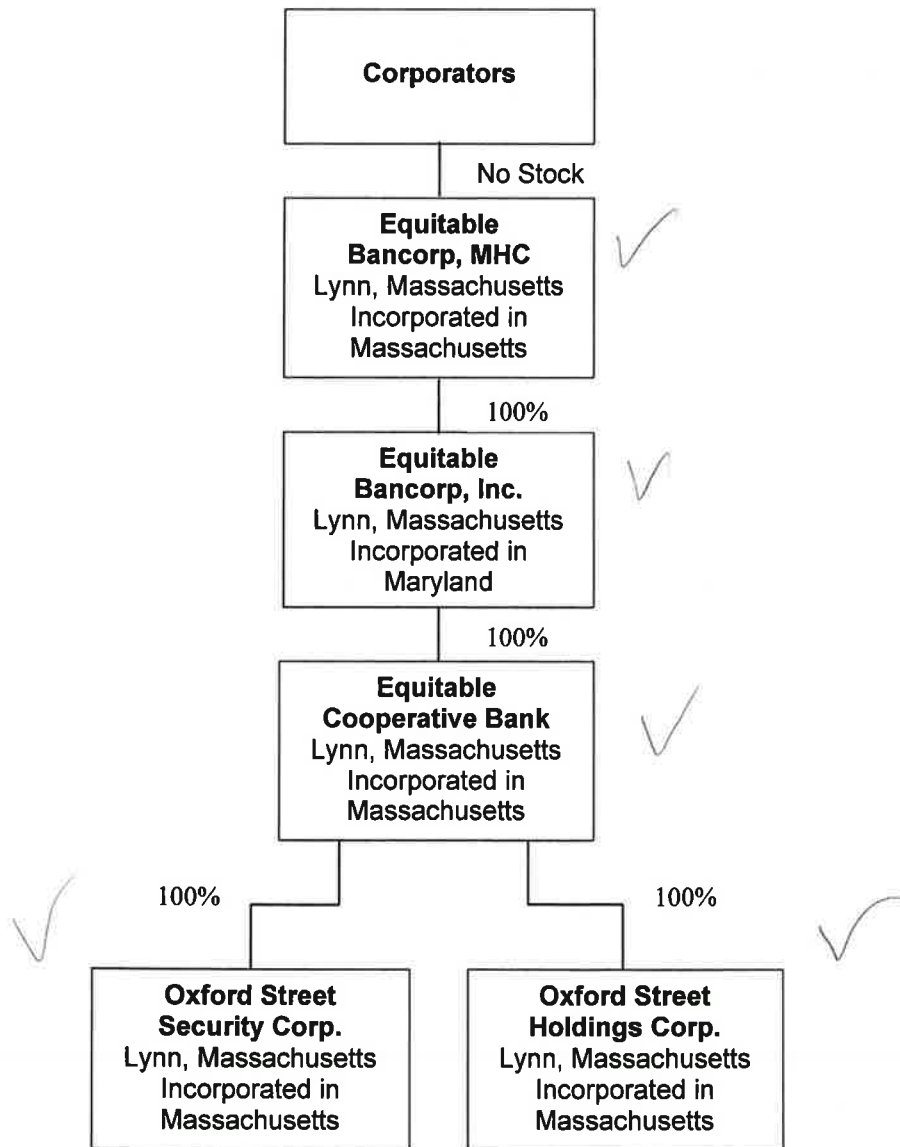 Corporators
No Stock
Equitable
Bancorp, MHC
Lynn, Massachusetts
Incorporated in
Massachusetts
100%
Equitable
Bancorp, Inc.
Lynn, Massachusetts
Incorporated in
Maryland
100%
Equitable
Cooperative Bank
Lynn, Massachusetts
Incorporated in
Massachusetts
100%
100%
Oxford Street
Security Corp.
Lynn, Massachusetts
Incorporated in
Massachusetts
Oxford Street
Holdings Corp.
Lynn, Massachusetts
Incorporated in
Massachusetts